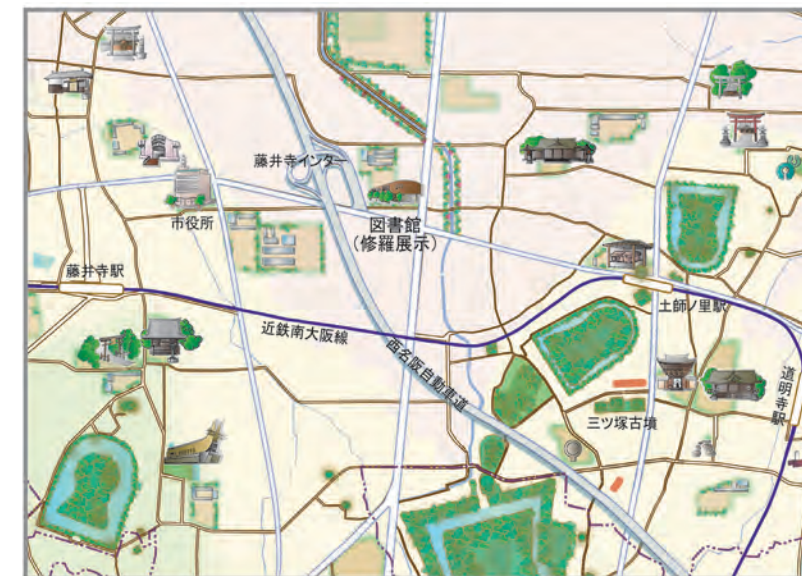 藤井寺インター
市役所
図書館
（修羅展示）
藤井寺駅
土師ノ里駅
近鉄南大阪線
西名阪自動車道
道明寺駅
三ツ塚古墳